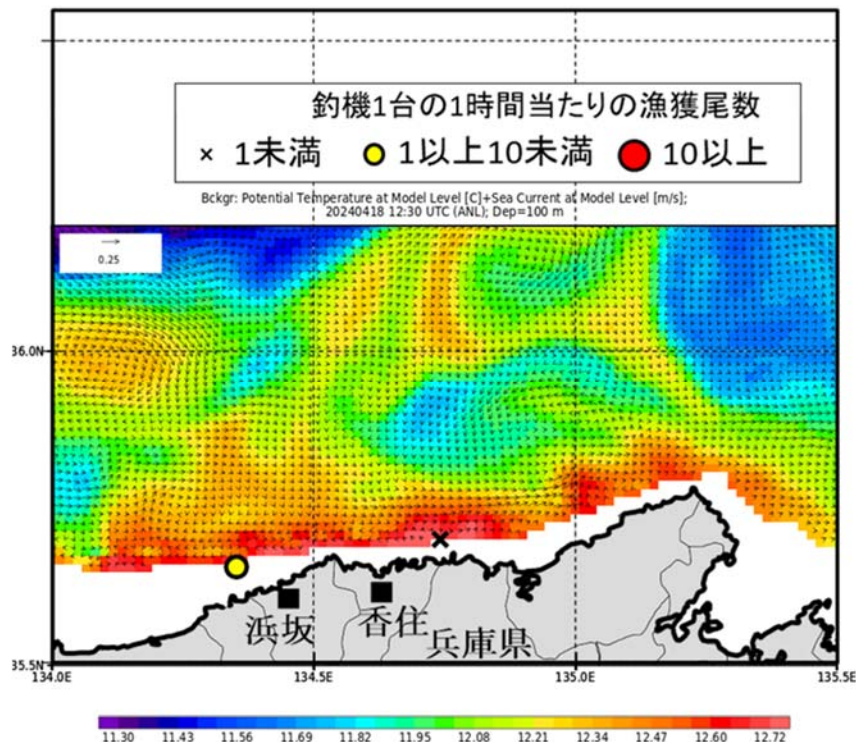 釣機1台の1時間当たりの漁獲尾数
× 1未満 1以上10未満 10以上
Bckgr: Potential Temperature at Model Level [C]+Sea Current at Model Level [m/s];
20240418 12:30 UTC (ANL); Dep=100 m
0.25
36.0N
浜坂
香住
兵庫県
35.5N
134.0E 134.5E 135.0E 135.5E
11.30 11.43 11.56 11.69 11.82 11.95 12.08 12.21 12.34 12.47 12.60 12.72